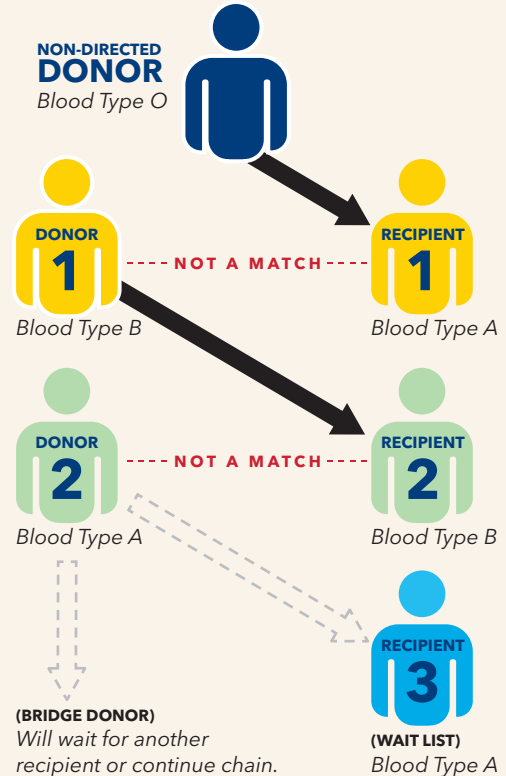 NON-DIRECTED
DONOR
Blood Type O
DONOR
1
NOT A MATCH
RECIPIENT
1
Blood Type B
Blood Type A
DONOR
2
NOT A MATCH
RECIPIENT
2
Blood Type A
Blood Type B
RECIPIENT
3
(BRIDGE DONOR)
Will wait for another
recipient or continue chain.
(WAIT LIST)
Blood Type A